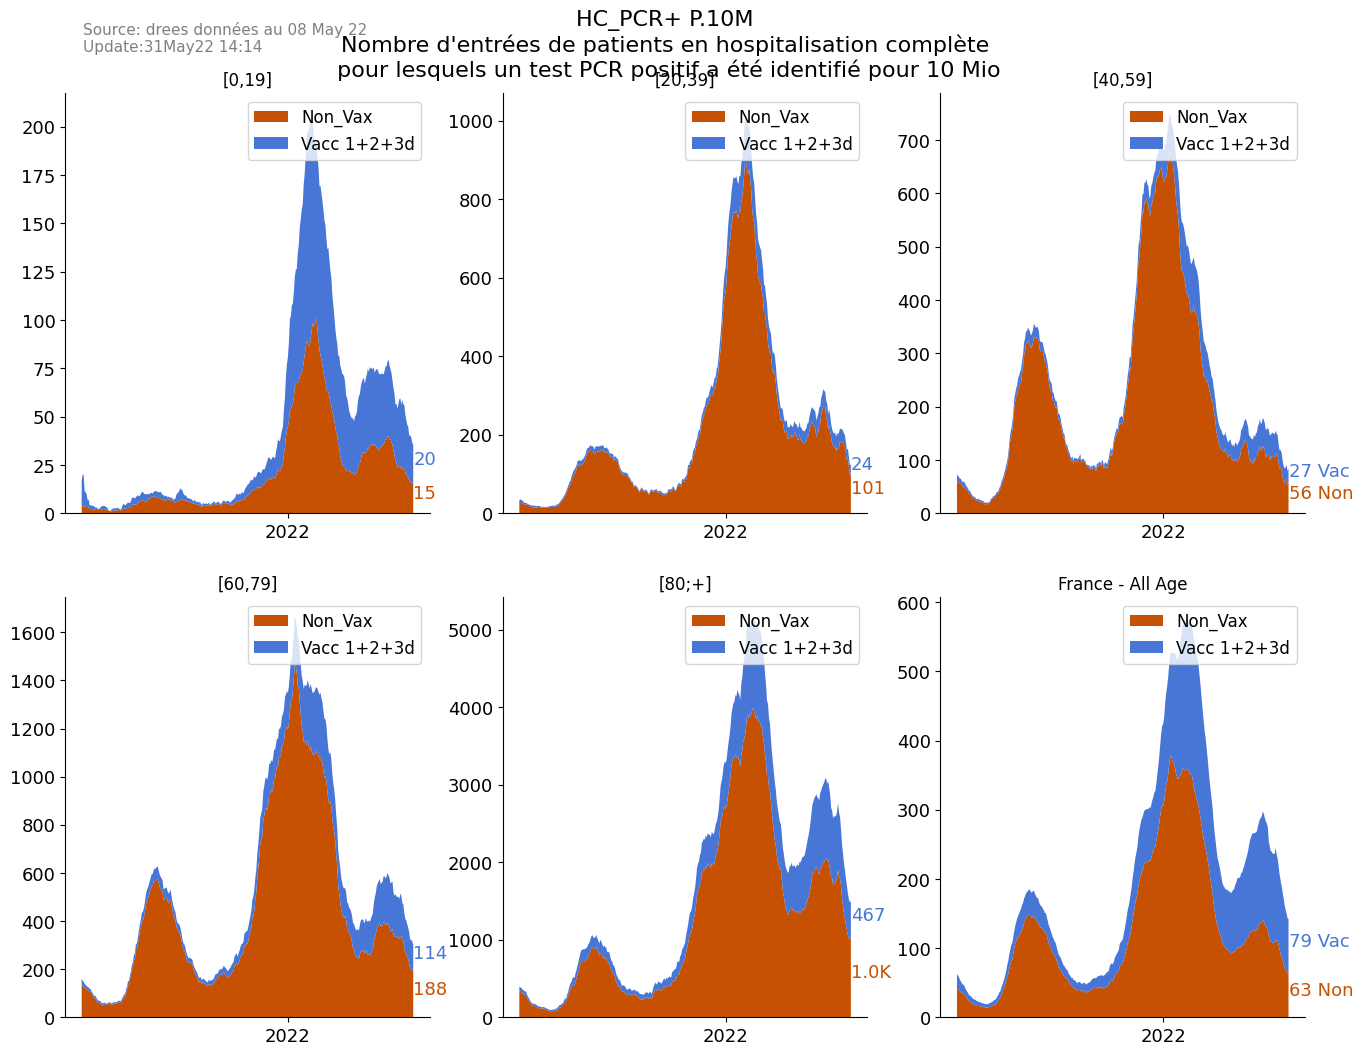 Source: drees données au 08 May 22
Update:31May22 14:14
HC_PCR+ P.10M
Nombre d'entrées de patients en hospitalisation complète
pour lesquels un test PCR positif a été identifié pour 10 Mio
[0,19]
Non_Vax
Vacc 1+2+3d
200
175
150
125
100
75
50
25
0
20
15
2022
[20,39]
Non_Vax
Vacc 1+2+3d
1000
800
600
400
200
0
24
101
2022
[40,59]
Non_Vax
Vacc 1+2+3d
700
600
500
400
300
200
100
0
27 Vac
56 Non
2022
[60,79]
Non_Vax
Vacc 1+2+3d
1600
1400
1200
1000
800
600
400
200
0
114
188
2022
[80;+]
Non_Vax
Vacc 1+2+3d
5000
4000
3000
2000
1000
0
467
1.0K
2022
France - All Age
Non_Vax
Vacc 1+2+3d
600
500
400
300
200
100
0
79 Vac
63 Non
2022